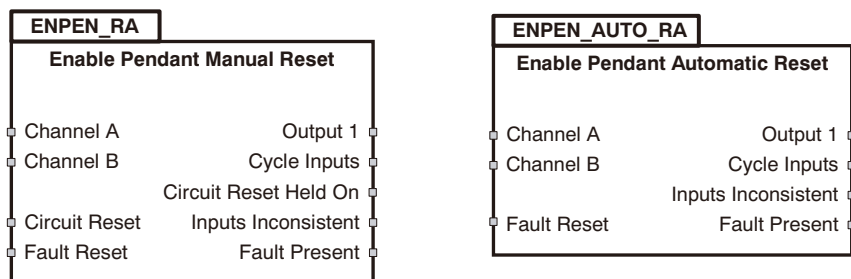 ENPEN_RA
Enable Pendant Manual Reset
Channel A Output 1
Channel B Cycle Inputs
Circuit Reset Held On
Circuit Reset Inputs Inconsistent
Fault Reset Fault Present
ENPEN_AUTO_RA
Enable Pendant Automatic Reset
Channel A Output 1
Channel B Cycle Inputs
Inputs Inconsistent
Fault Reset Fault Present